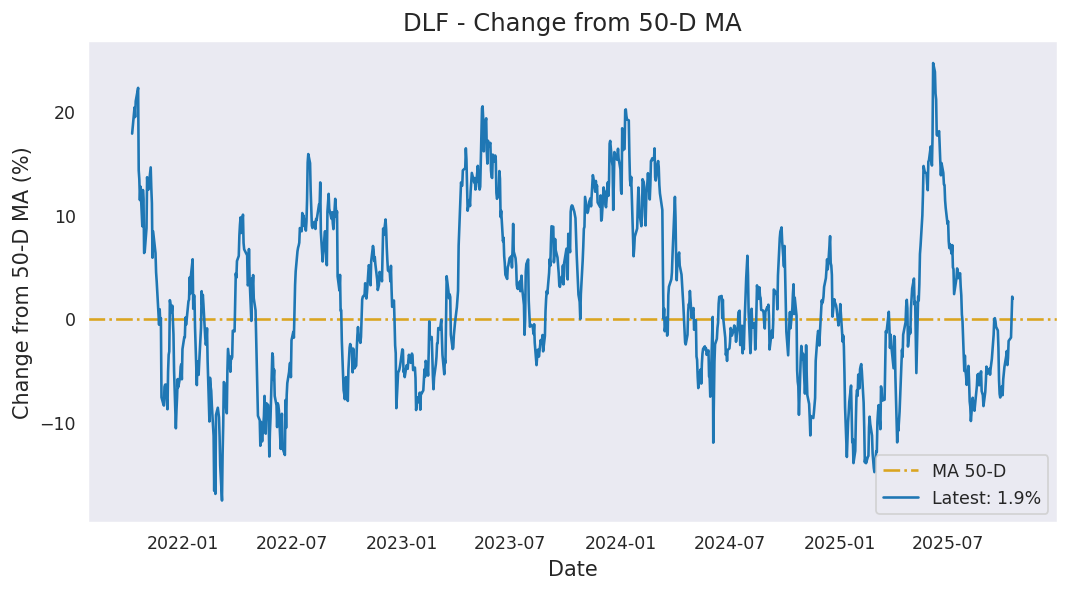 DLF - Change from 50-D MA
Change from 50-D MA (%)
20
10
0
−10
MA 50-D
Latest: 1.9%
2022-01 2022-07 2023-01 2023-07 2024-01 2024-07 2025-01 2025-07
Date